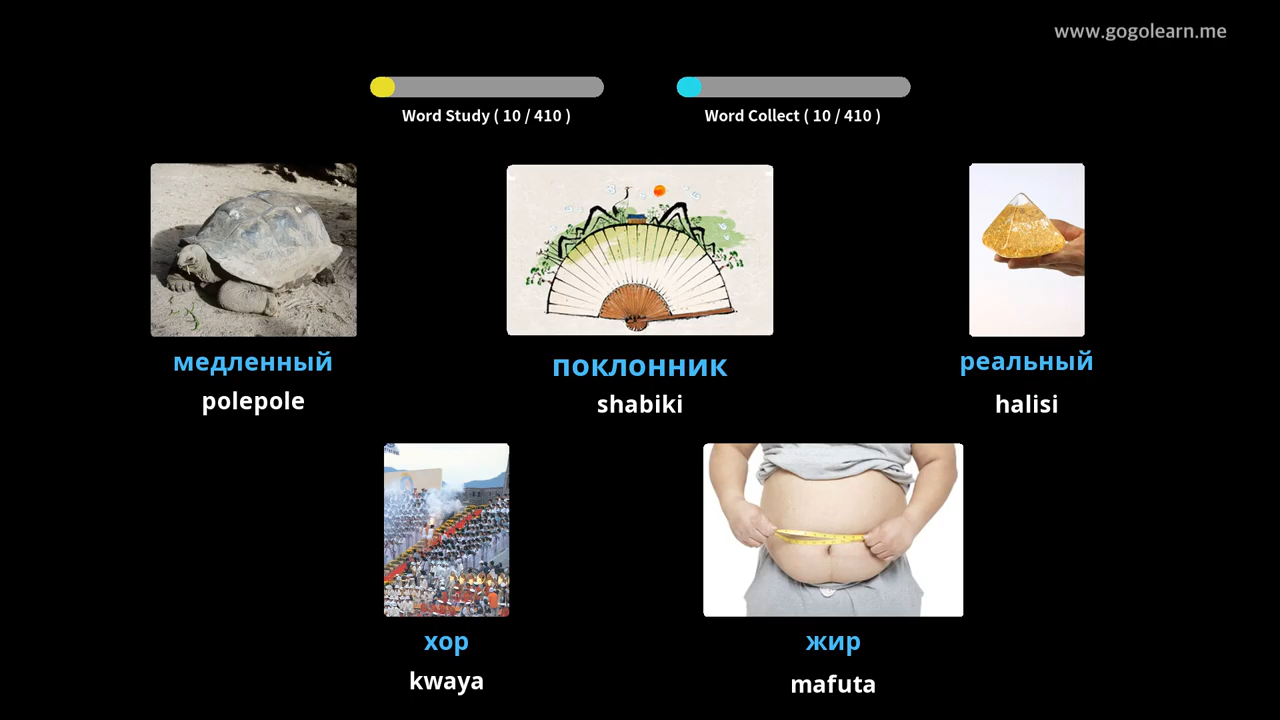 www.gogolearn.me
Word Study ( 10 / 410 )
Word Collect ( 10 / 410 )
медленный
polepole
поклонник
shabiki
реальный
halisi
хор
kwaya
жир
mafuta